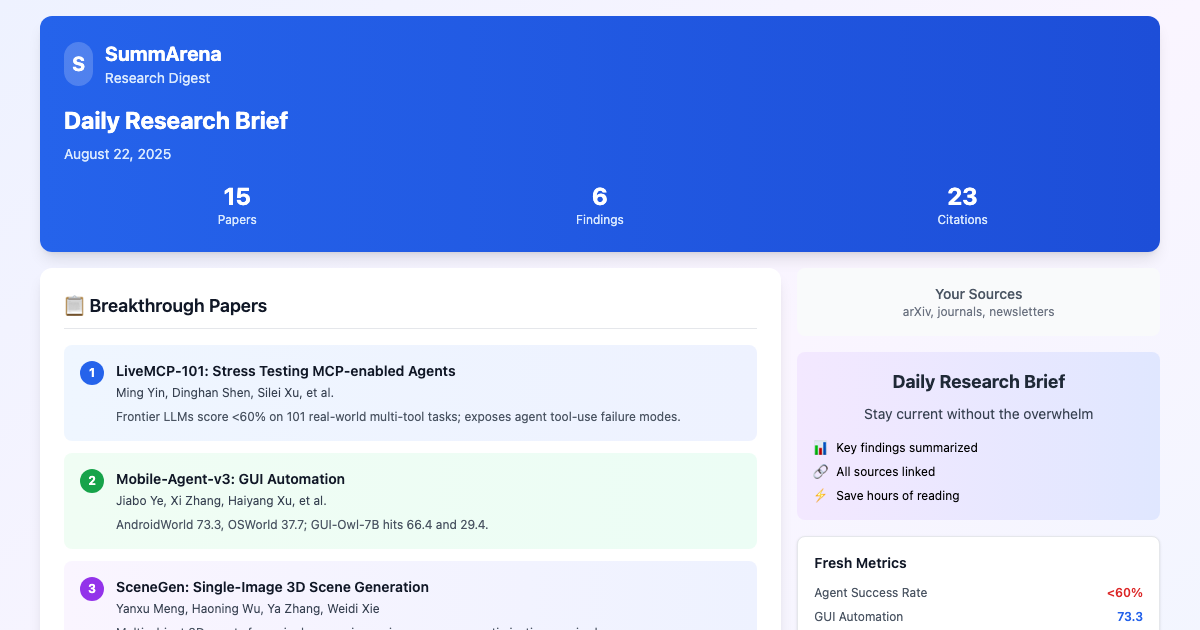 S
SummArena
Research Digest
Daily Research Brief
August 22, 2025
15
Papers
6
Findings
23
Citations
Breakthrough Papers
1
LiveMCP-101: Stress Testing MCP-enabled Agents
Ming Yin, Dinghan Shen, Silei Xu, et al.
Frontier LLMs score <60% on 101 real-world multi-tool tasks; exposes agent tool-use failure modes.
2
Mobile-Agent-v3: GUI Automation
Jiabo Ye, Xi Zhang, Haiyang Xu, et al.
AndroidWorld 73.3, OSWorld 37.7; GUI-Owl-7B hits 66.4 and 29.4.
3
SceneGen: Single-Image 3D Scene Generation
Yanxu Meng, Haoning Wu, Ya Zhang, Weidi Xie
Your Sources
arXiv, journals, newsletters
Daily Research Brief
Stay current without the overwhelm
Key findings summarized
All sources linked
Save hours of reading
Fresh Metrics
Agent Success Rate <60%
GUI Automation 73.3